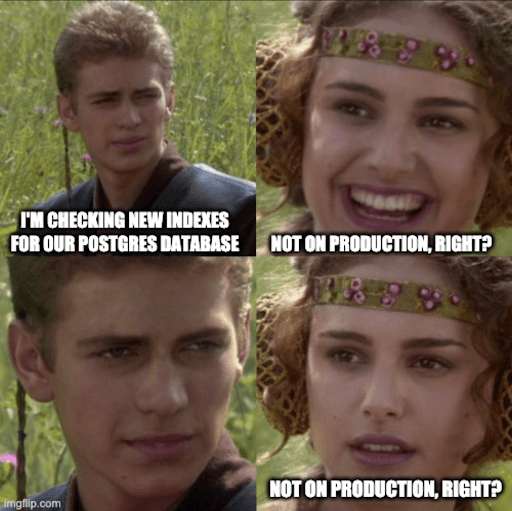 I'M CHECKING NEW INDEXES
FOR OUR POSTGRES DATABASE
NOT ON PRODUCTION, RIGHT?
NOT ON PRODUCTION, RIGHT?
imgflip.com